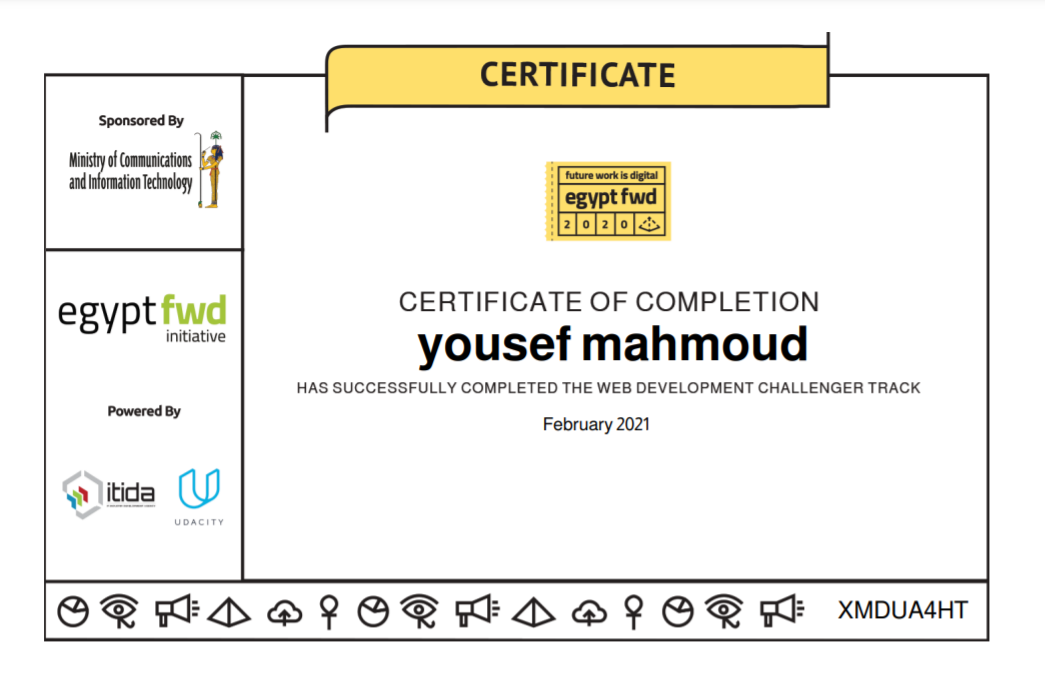 CERTIFICATE
Sponsored By
Ministry of Communications
and Information Technology
egypt fwd
initiative
Powered By
itida
UDACITY
future work is digital
egypt fwd
2 0 2 0
CERTIFICATE OF COMPLETION
yousef mahmoud
HAS SUCCESSFULLY COMPLETED THE WEB DEVELOPMENT CHALLENGER TRACK
February 2021
XMDUA4HT